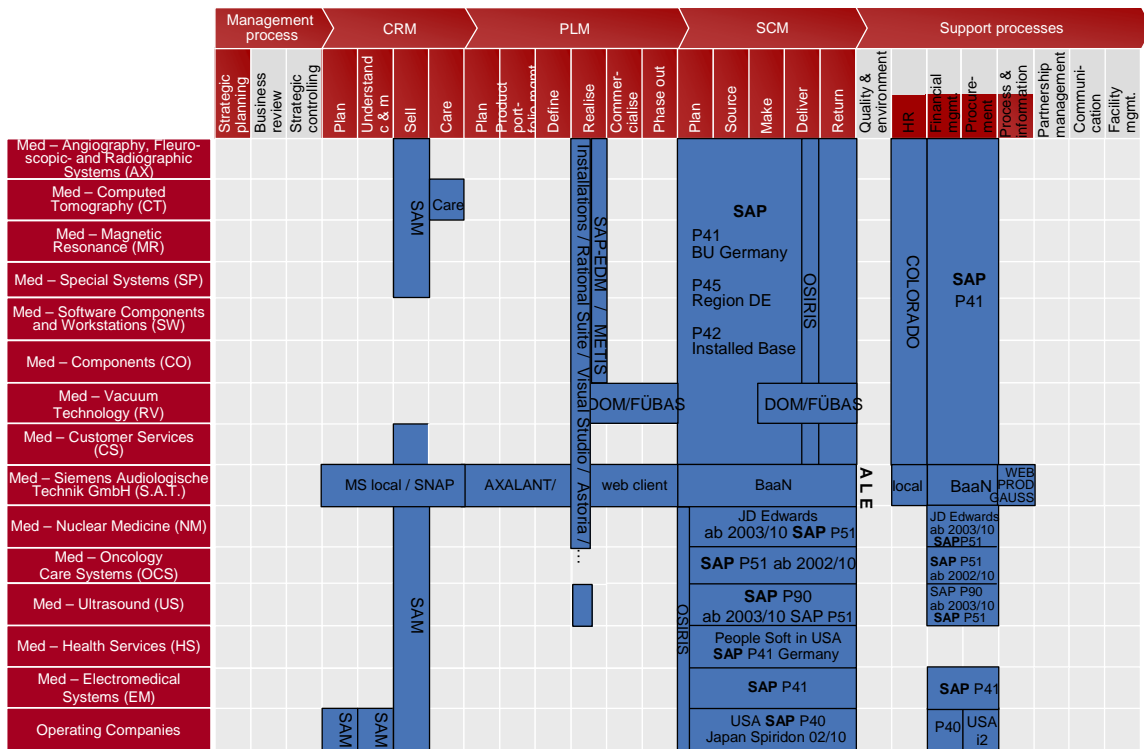 Management
process
CRM
PLM
SCM
Support processes
Strategic
planning
Business
review
Strategic
controlling
Plan
Understand
c & m
Sell
Care
Plan
Product
port-
folio mgmt
Define
Realise
Commer-
cialise
Phase out
Plan
Source
Make
Deliver
Return
Quality &
environment
HR
Financial
mgmt
Procure-
ment
Process &
information
Partnership
management
Communi-
cation
Facility
mgmt.
Med – Angiography, Fleuro-
scopic- and Radiographic
Systems (AX)
Med – Computed
Tomography (CT)
Med – Magnetic
Resonance (MR)
Med – Special Systems (SP)
Med – Software Components
and Workstations (SW)
Med – Components (CO)
Med – Vacuum
Technology (RV)
Med – Customer Services
(CS)
Med – Siemens Audiologische
Technik GmbH (S.A.T.)
Med – Nuclear Medicine (NM)
Med – Oncology
Care Systems (OCS)
Med – Ultrasound (US)
Med – Health Services (HS)
Med – Electromedical
Systems (EM)
Operating Companies
SAM
Care
Installations / Rational Suite / Visual Studio / Astoria /
....
SAP-EDM / METIS
SAP
P41
BU Germany
P45
Region DE
P42
Installed Base
OSIRIS
COLORADO
SAP
P41
DOM/FÜBAS
DOM/FÜBAS
MS local / SNAP
AXALANT/
web client
BaaN
A L E
local
BaaN
WEB
PROD
GAUSS
SAM
OSIRIS
JD Edwards
ab 2003/10 SAP P51
JD Edwards
ab 2003/10
SAPP51
SAP P51 ab 2002/10
SAP P51
ab 2002/10
SAP P90
ab 2003/10 SAP P51
SAP P90
ab 2003/10
SAP P51
People Soft in USA
SAP P41 Germany
SAP P41
SAP P41
SAM
SAM
USA SAP P40
Japan Spiridon 02/10
P40
USA
i2